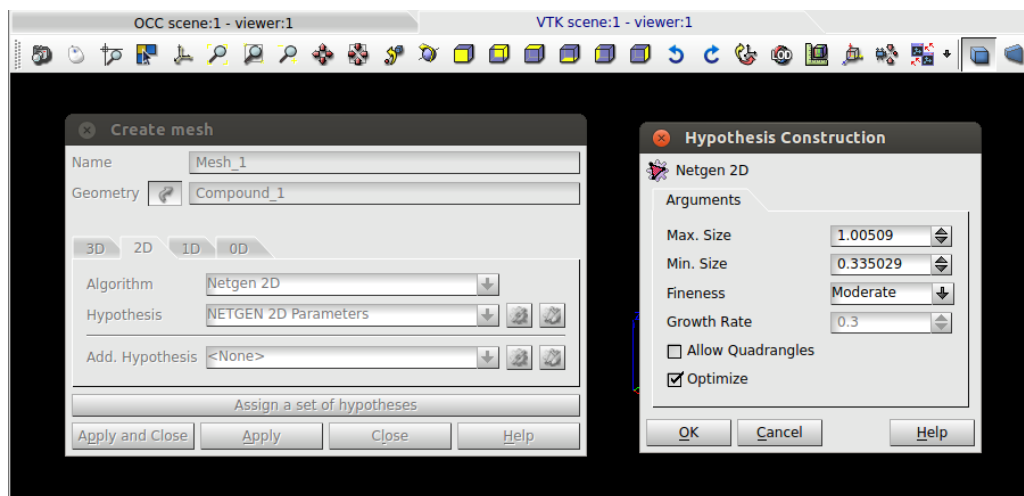 OCC scene:1 - viewer:1
VTK scene:1 - viewer:1
Create mesh
Name Mesh_1
Geometry Compound_1
3D 2D 1D 0D
Algorithm Netgen 2D
Hypothesis NETGEN 2D Parameters
Add. Hypothesis <None>
Assign a set of hypotheses
Apply and Close Apply Close Help
Hypothesis Construction
Netgen 2D
Arguments
Max. Size 1.00509
Min. Size 0.335029
Fineness Moderate
Growth Rate 0.3
Allow Quadrangles
Optimize
OK Cancel Help